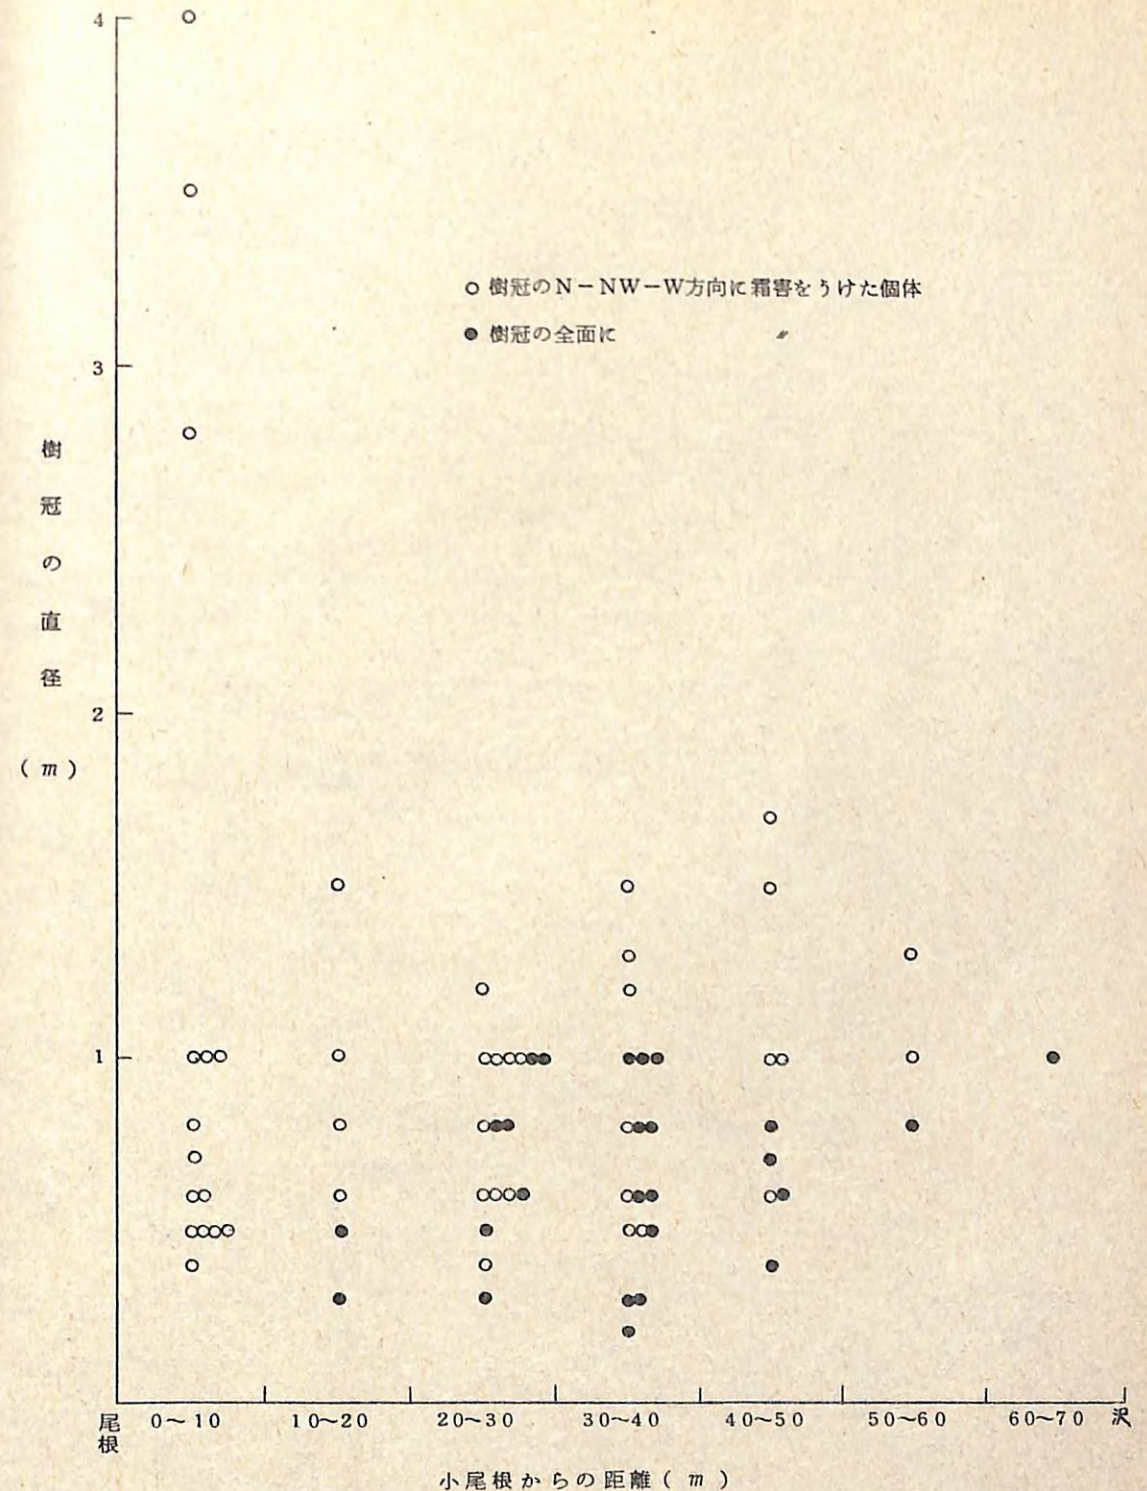 4
3
2
1
樹冠の直径
(m)
○ 樹冠のN－NW－W方向に霜害をうけた個体
● 樹冠の全面に 〃
尾根 0～10 10～20 20～30 30～40 40～50 50～60 60～70 沢
小尾根からの距離(m)